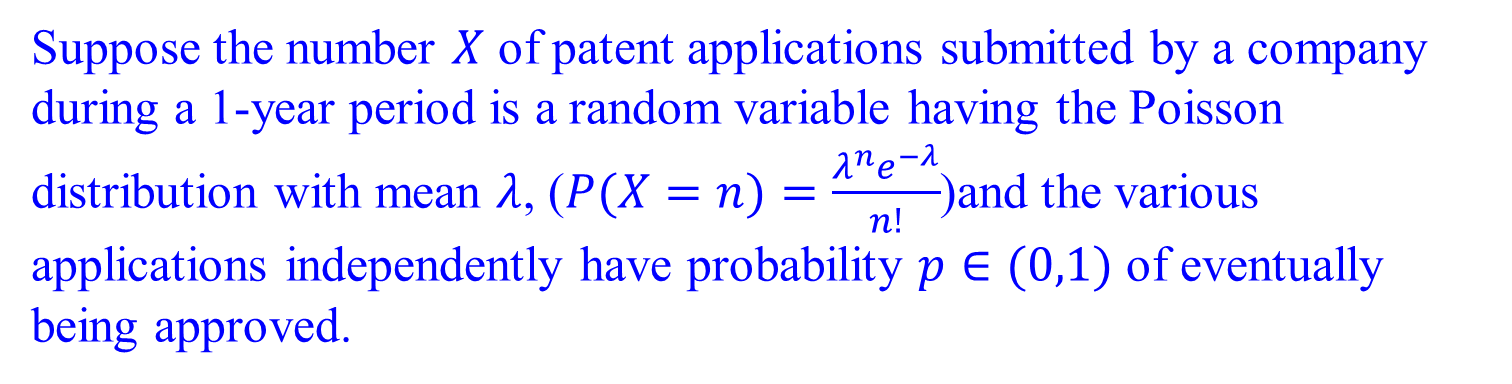 Suppose the number X of patent applications submitted by a company
during a 1-year period is a random variable having the Poisson
distribution with mean λ, (P(X = n) = \frac{λ^n e^{-λ}}{n!})and the various
applications independently have probability p ∈ (0,1) of eventually
being approved.